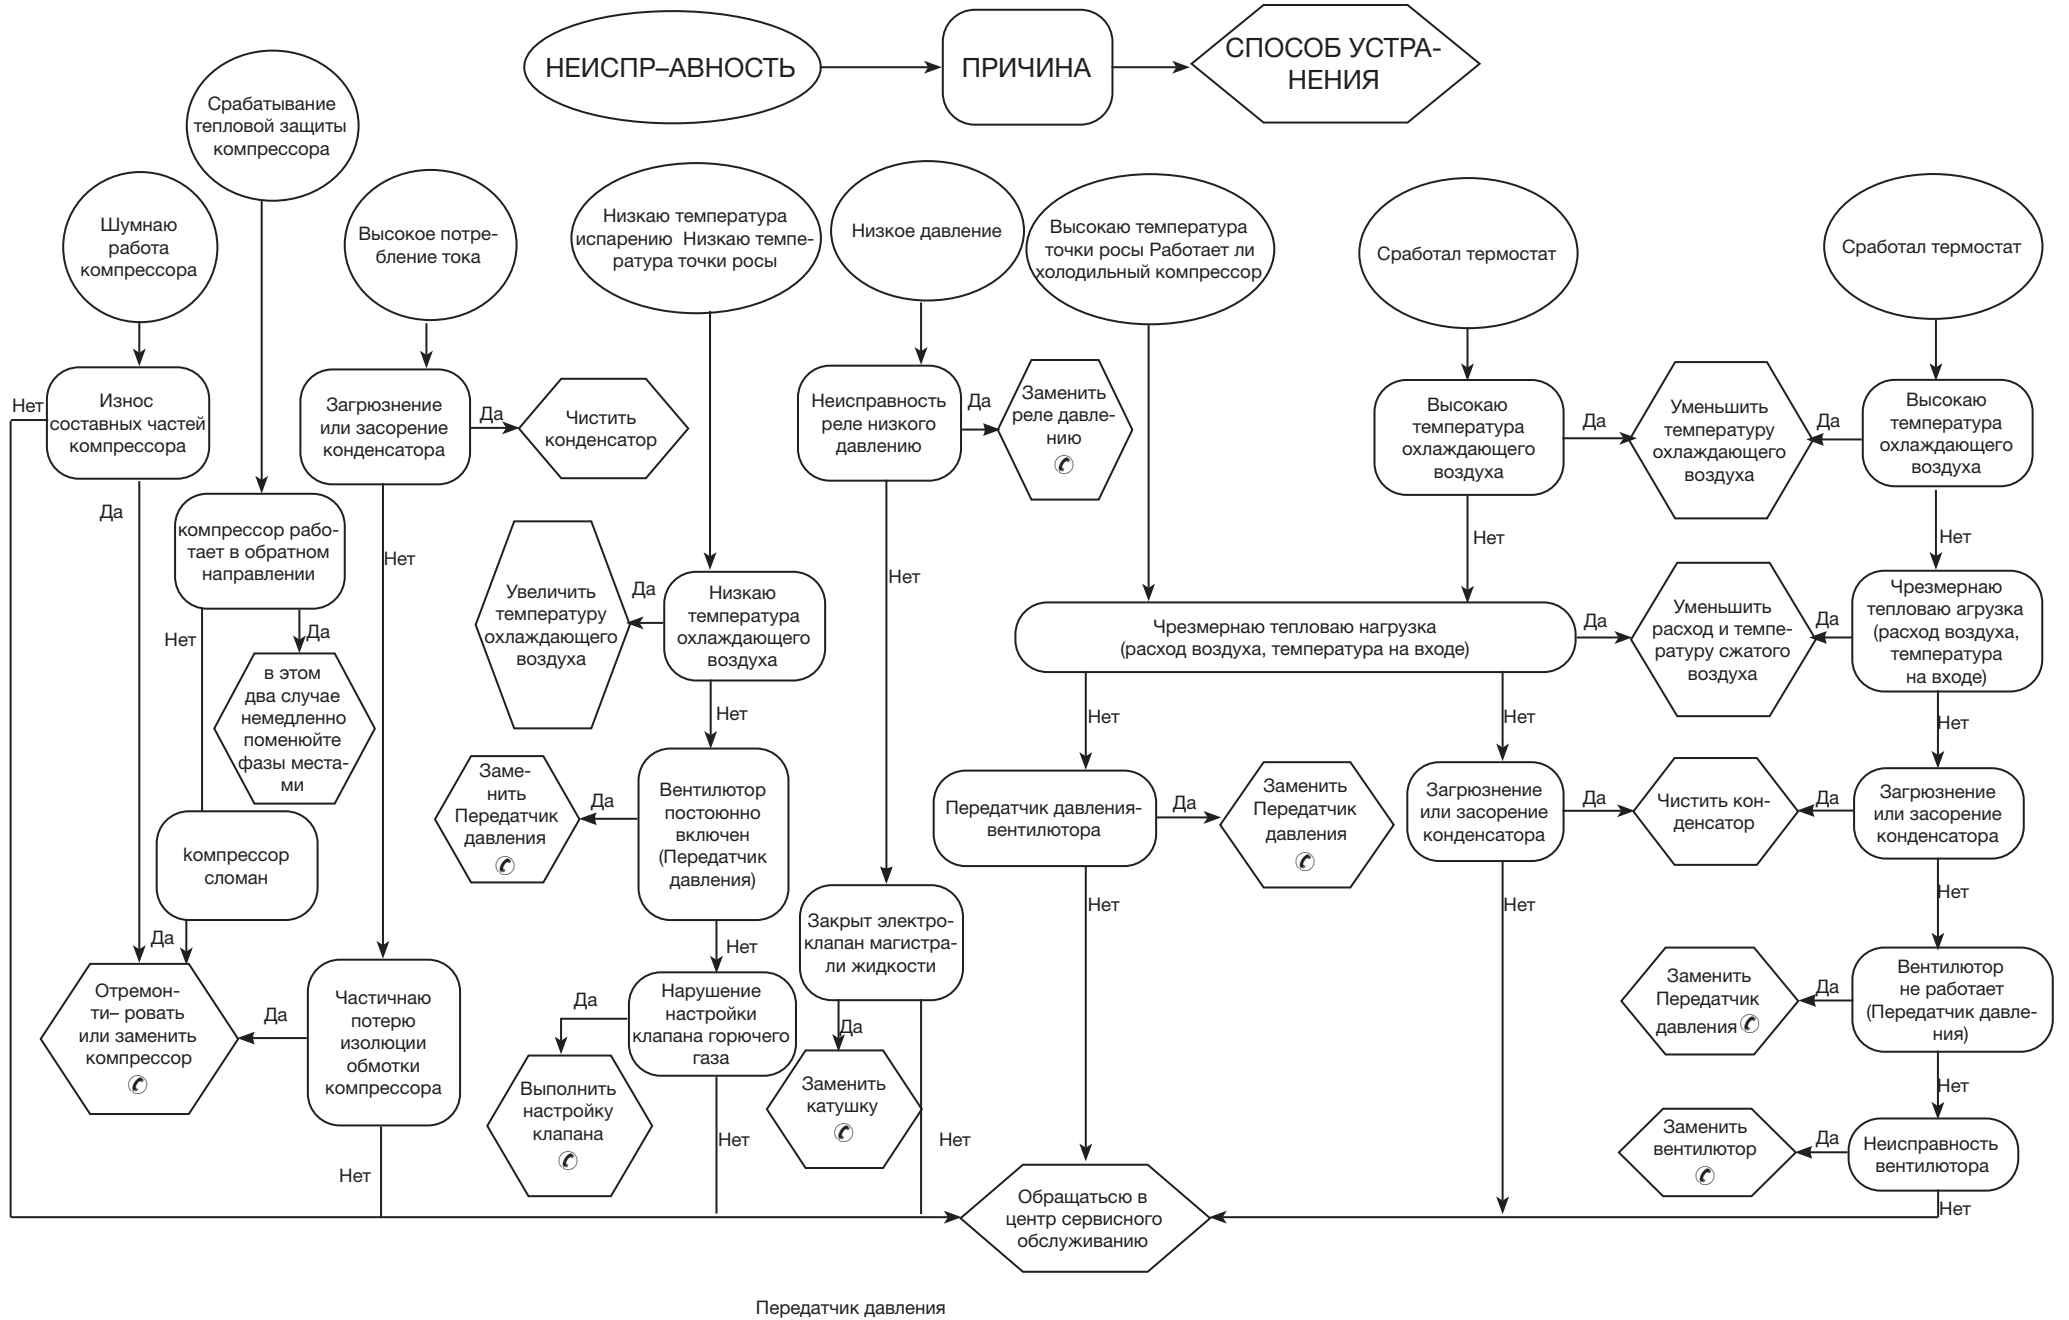 НЕИСПР–АВНОСТЬ
ПРИЧИНА
СПОСОБ УСТРА-
НЕНИЯ
Срабатывание
тепловой защиты
компрессора
Шумнаю
работа
компрессора
Высокое потре-
бление тока
Низкаю температура
испарению  Низкаю темпе-
ратура точки росы
Низкое давление
Высокаю температура
точки росы Работает ли
холодильный компрессор
Сработал термостат
Сработал термостат
Нет
Износ
составных частей
компрессора
Да
Загрюзнение
или засорение
конденсатора
Да
Чистить
конденсатор
Нет
Неисправность
реле низкого
давлению
Да
Заменить
реле давле-
нию
Нет
Высокаю
температура
охлаждающего
воздуха
Да
Уменьшить
температуру
охлаждающего
воздуха
Да
Высокаю
температура
охлаждающего
воздуха
Нет
Нет
компрессор рабо-
тает в обратном
направлении
Нет
Да
в этом
два случае
немедленно
поменюйте
фазы места-
ми
Увеличить
температуру
охлаждающего
воздуха
Да
Низкаю
температура
охлаждающего
воздуха
Нет
Чрезмернаю тепловаю нагрузка
(расход воздуха, температура на входе)
Да
Уменьшить
расход и темпе-
ратуру сжатого
воздуха
Да
Чрезмернаю
тепловаю агрузка
(расход воздуха,
температура
на входе)
Нет
Нет
Нет
Заме-
нить
Передатчик
давления
Да
Вентилютор
постоюнно
включен
(Передатчик
давления)
Нет
Передатчик давления-
вентилютора
Да
Заменить
Передатчик
давления
Нет
Загрюзнение
или засорение
конденсатора
Да
Чистить кон-
денсатор
Да
Загрюзнение
или засорение
конденсатора
Нет
Нет
компрессор
сломан
Да
Отремон-
ти– ровать
или заменить
компрессор
Да
Частичнаю
потерю
изолюции
обмотки
компрессора
Нет
Да
Нарушение
настройки
клапана горючего
газа
Выполнить
настройку
клапана
Нет
Закрыт электро-
клапан магистра-
ли жидкости
Да
Заменить
катушку
Нет
Заменить
Передатчик
давления
Да
Вентилютор
не работает
(Передатчик давле-
ния)
Нет
Заменить
вентилютор
Да
Неисправность
вентилютора
Нет
Обращатьсю в
центр сервисного
обслуживанию
Передатчик давления